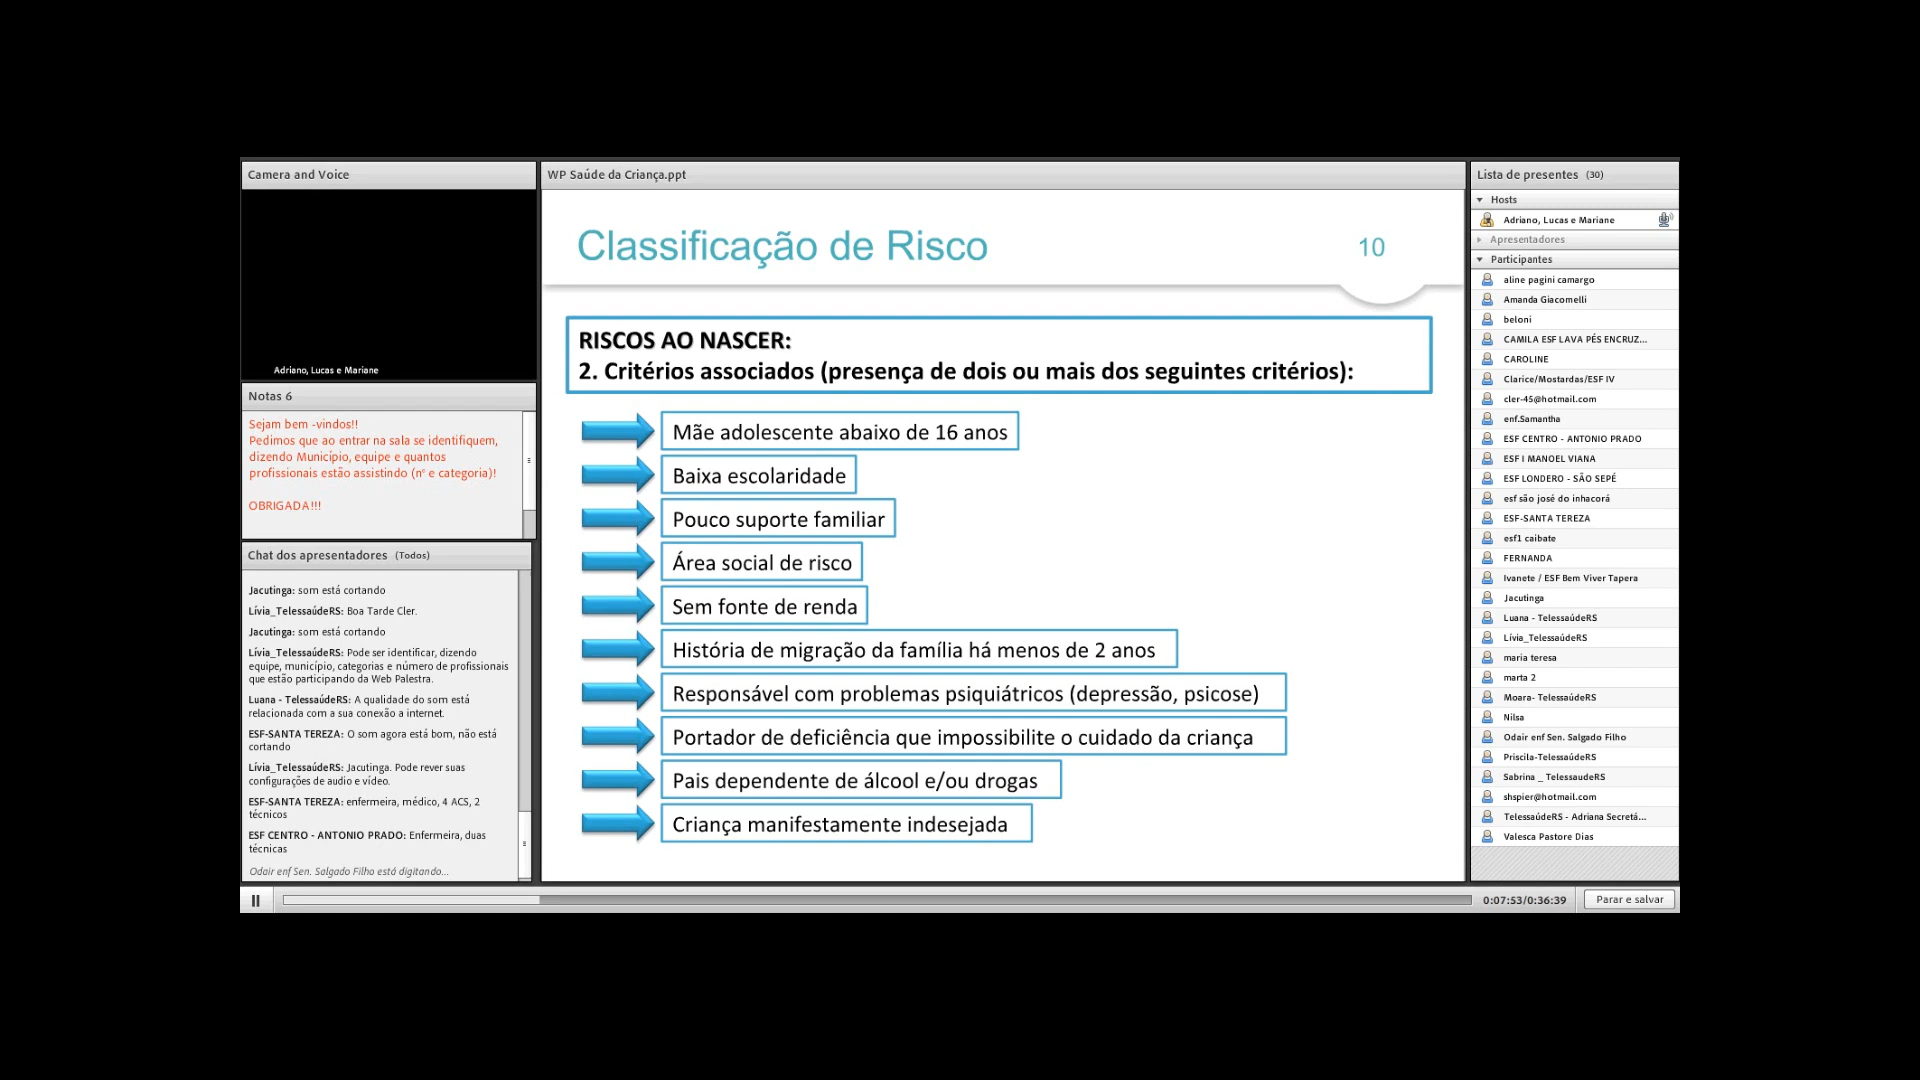 Camera and Voice
Adriano, Lucas e Mariane
Notas 6
Sejam bem -vindos!!
Pedimos que ao entrar na sala se identifiquem,
dizendo Município, equipe e quantos
profissionais estão assistindo (nº e categoria)!
OBRIGADA!!!
Chat dos apresentadores (Todos)
Jacutinga: som está cortando
Lívia_TelessaúdeRS: Boa Tarde Cler.
Jacutinga: som está cortando
Lívia_TelessaúdeRS: Pode ser identificar, dizendo
equipe, município, categorias e número de profissionais
que estão participando da Web Palestra.
Luana - TelessaúdeRS: A qualidade do som está
relacionada com a sua conexão a internet.
ESF-SANTA TEREZA: O som agora está bom, não está
cortando
Lívia_TelessaúdeRS: Jacutinga. Pode rever suas
configurações de audio e vídeo.
ESF-SANTA TEREZA: enfermeira, médico, 4 ACS, 2
técnicos
ESF CENTRO - ANTONIO PRADO: Enfermeira, duas
técnicas
Odair enf Sen. Salgado Filho está digitando...
WP Saúde da Criança.ppt
Classificação de Risco
10
RISCOS AO NASCER:
2. Critérios associados (presença de dois ou mais dos seguintes critérios):
Mãe adolescente abaixo de 16 anos
Baixa escolaridade
Pouco suporte familiar
Área social de risco
Sem fonte de renda
História de migração da família há menos de 2 anos
Responsável com problemas psiquiátricos (depressão, psicose)
Portador de deficiência que impossibilite o cuidado da criança
Pais dependente de álcool e/ou drogas
Criança manifestamente indesejada
Lista de presentes (30)
Hosts
Adriano, Lucas e Mariane
Apresentadores
Participantes
aline pagini camargo
Amanda Giacomelli
beloni
CAMILA ESF LAVA PÉS ENCRUZ...
CAROLINE
Clarice/Mostardas/ESF IV
cler-45@hotmail.com
enf.Samantha
ESF CENTRO - ANTONIO PRADO
ESF I MANOEL VIANA
ESF LONDERO - SÃO SEPÉ
esf são josé do inhacorá
ESF-SANTA TEREZA
esf1 caibate
FERNANDA
Ivanete / ESF Bem Viver Tapera
Jacutinga
Luana - TelessaúdeRS
Lívia_TelessaúdeRS
maria teresa
marta 2
Moara- TelessaúdeRS
Nilsa
Odair enf Sen. Salgado Filho
Priscila-TelessaúdeRS
Sabrina _ TelessaudeRS
shspier@hotmail.com
TelessaúdeRS - Adriana Secretá...
Valesca Pastore Dias
0:07:53/0:36:39
Parar e salvar